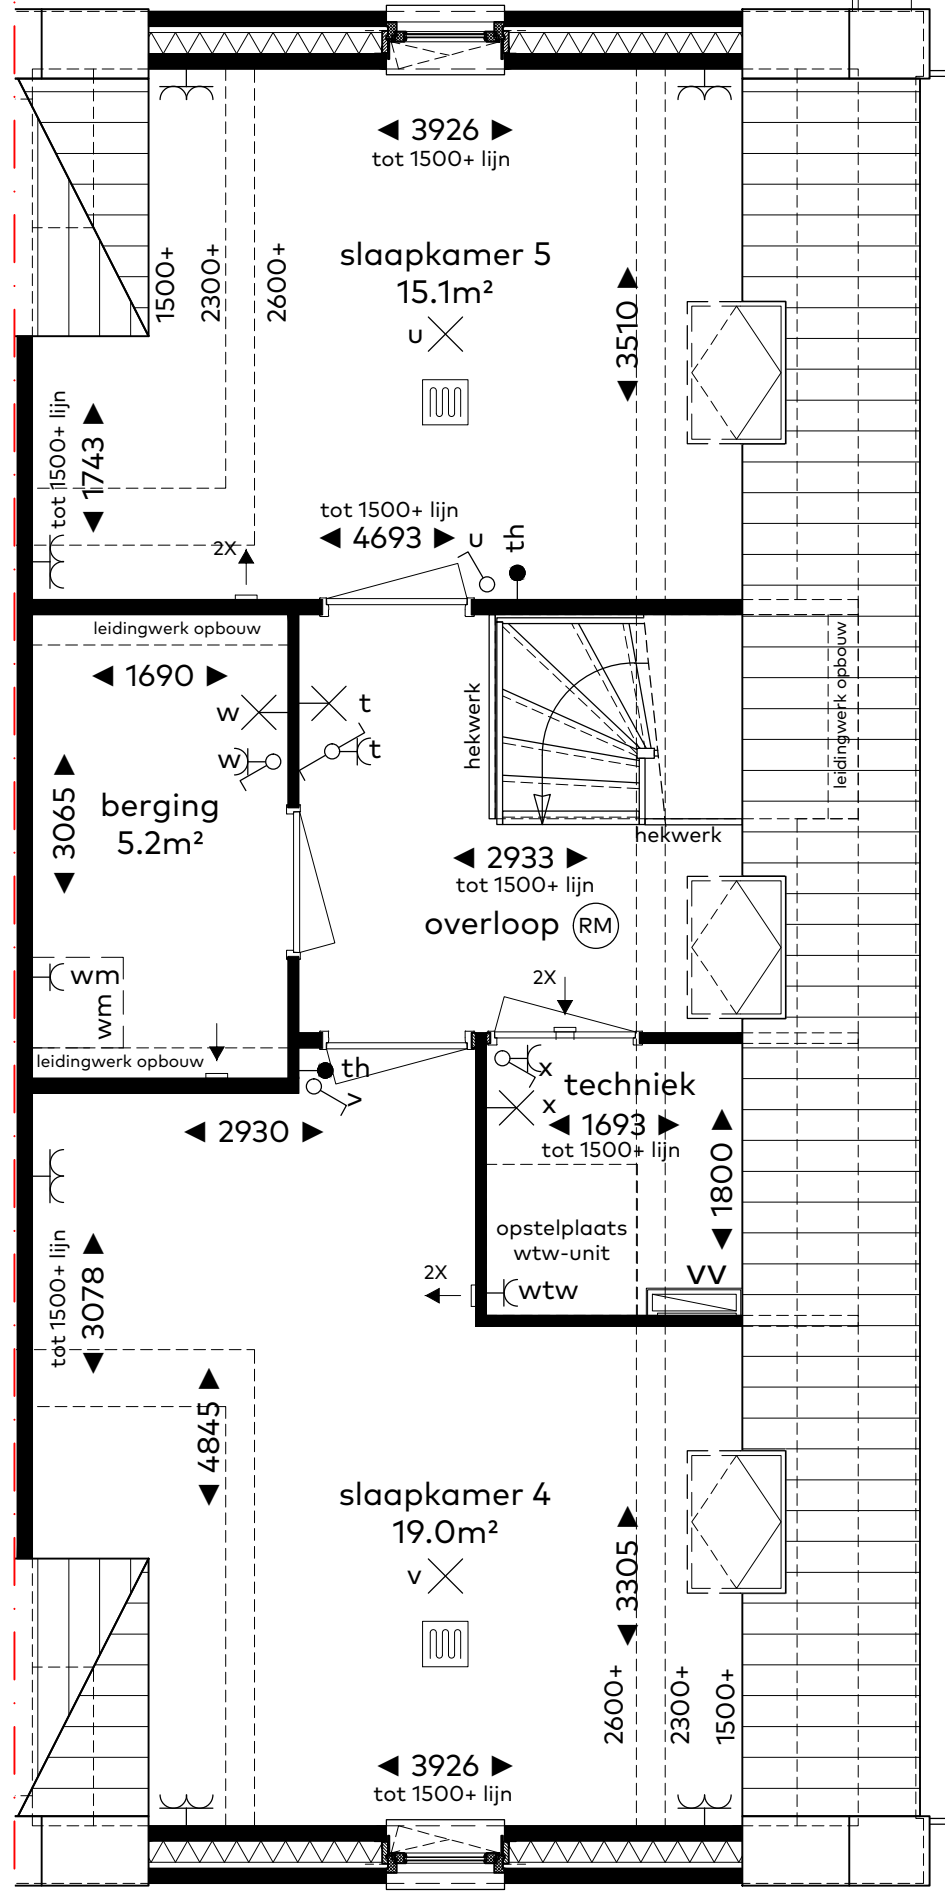 3926
tot 1500+ lijn
slaapkamer 5
15.1m²
u
1500+
2300+
2600+
3510
tot 1500+ lijn
1743
2X
tot 1500+ lijn
4693
u
th
leidingwerk opbouw
1690
w
t
w
t
hekwerk
leidingwerk opbouw
3065
berging
5.2m²
hekwerk
2933
tot 1500+ lijn
overloop
RM
wm
wm
2X
leidingwerk opbouw
th
v
x
techniek
x
1693
tot 1500+ lijn
1800
2930
opstelplaats
wtw-unit
wtw
VV
2X
tot 1500+ lijn
3078
4845
slaapkamer 4
19.0m²
v
3305
2600+
2300+
1500+
3926
tot 1500+ lijn